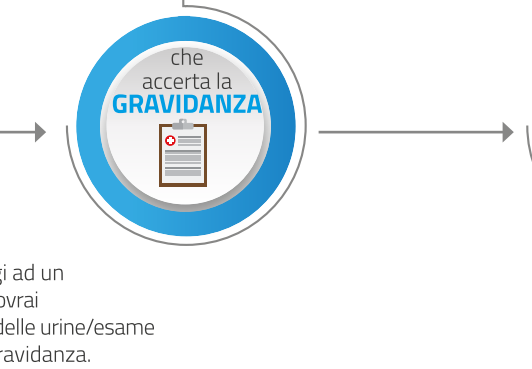 che
accerta la
GRAVIDANZA
gi ad un
ovrai
delle urine/esame
ravidanza.